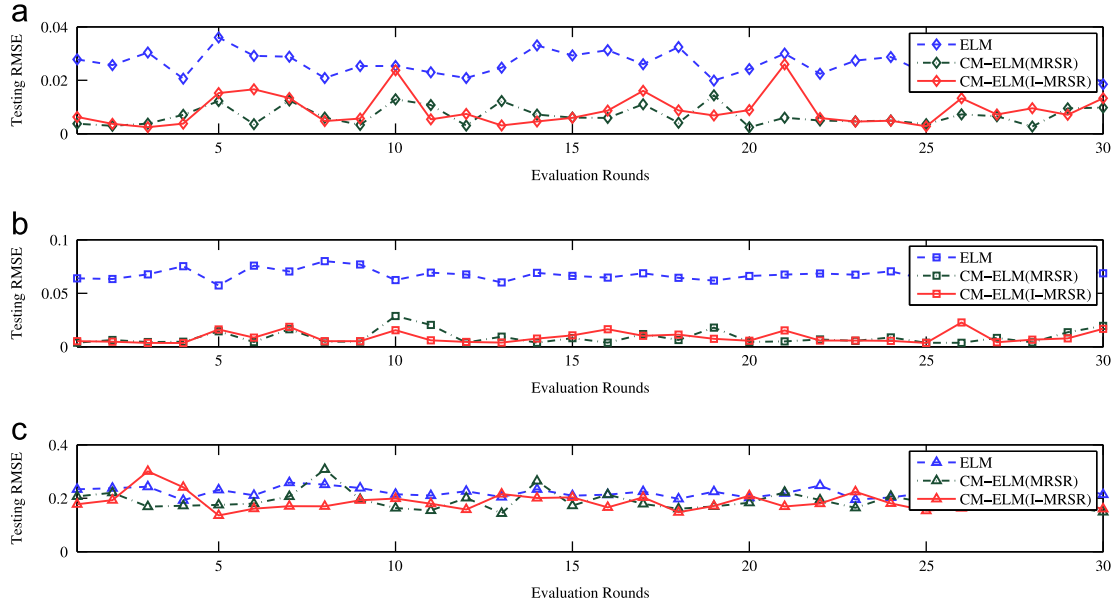 a
Testing RMSE
0.04
0.02
0
ELM
CM−ELM(MRSR)
CM−ELM(I−MRSR)
5 10 15 20 25 30
Evaluation Rounds
b
Testing RMSE
0.1
0.05
0
ELM
CM−ELM(MRSR)
CM−ELM(I−MRSR)
5 10 15 20 25 30
Evaluation Rounds
c
Testing RMSE
0.4
0.2
0
ELM
CM−ELM(MRSR)
CM−ELM(I−MRSR)
5 10 15 20 25 30
Evaluation Rounds